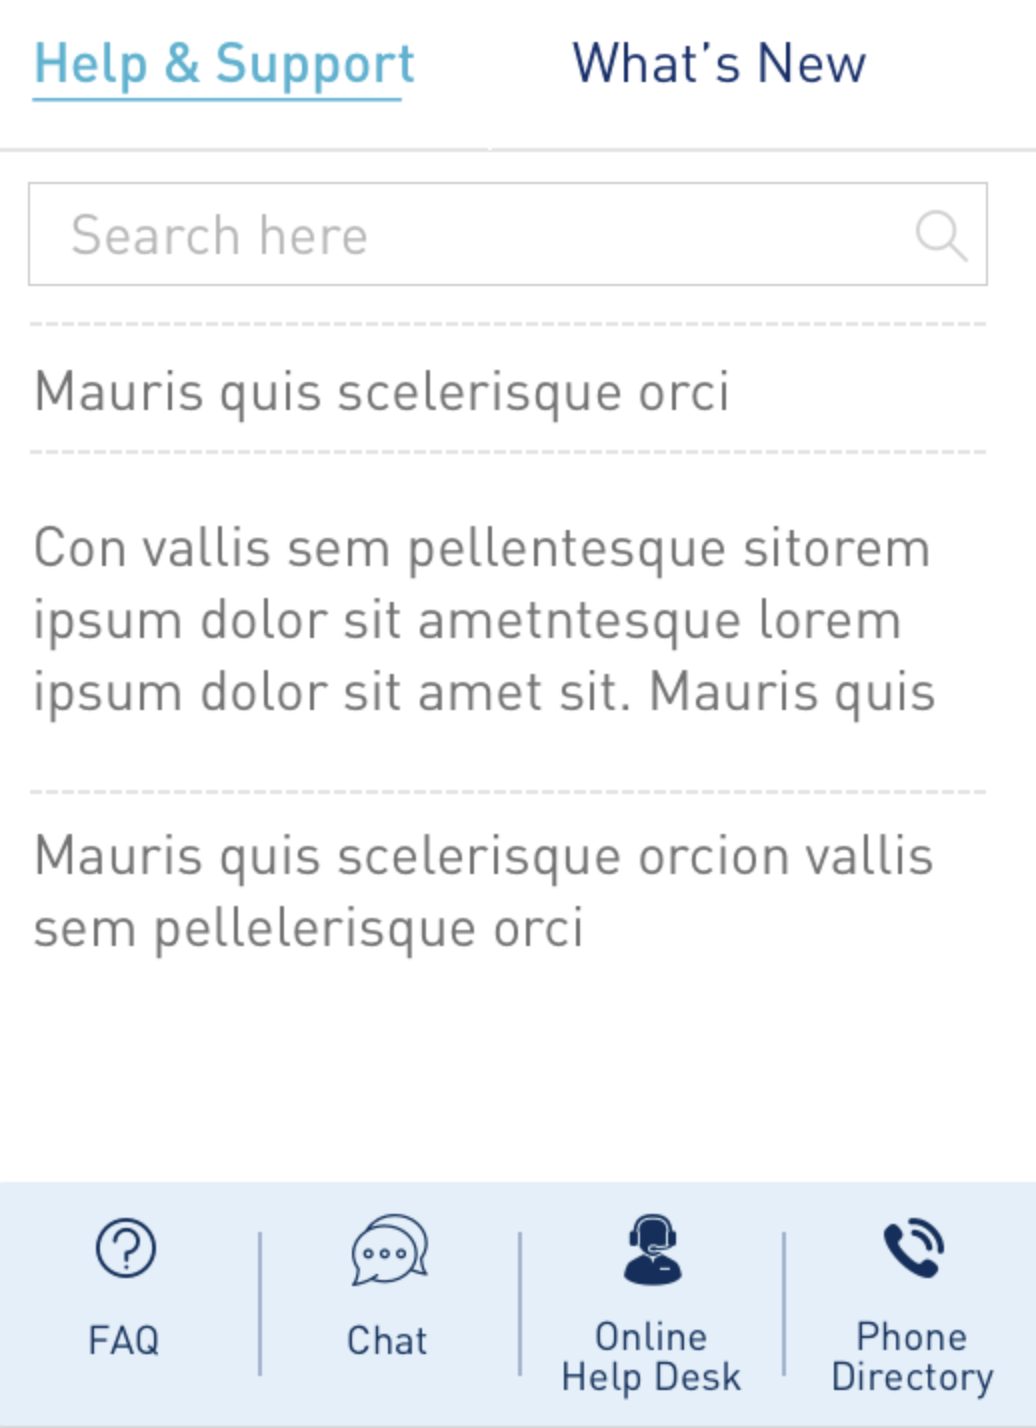 Help & Support
What's New
Search here
Mauris quis scelerisque orci
Con vallis sem pellentesque sitorem
ipsum dolor sit ametntesque lorem
ipsum dolor sit amet sit. Mauris quis
Mauris quis scelerisque orcion vallis
sem pellelerisque orci
FAQ
Chat
Online
Help Desk
Phone
Directory